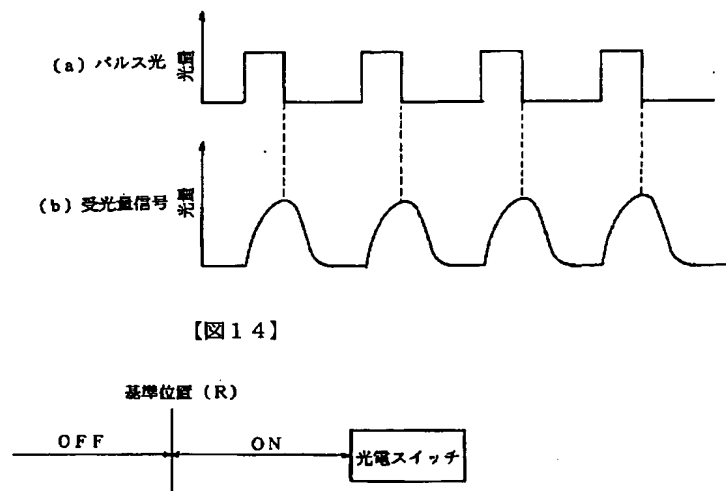 (a) パルス光
光量
(b) 受光量信号
光量
【図14】
基準位置 (R)
OFF
ON
光電スイッチ